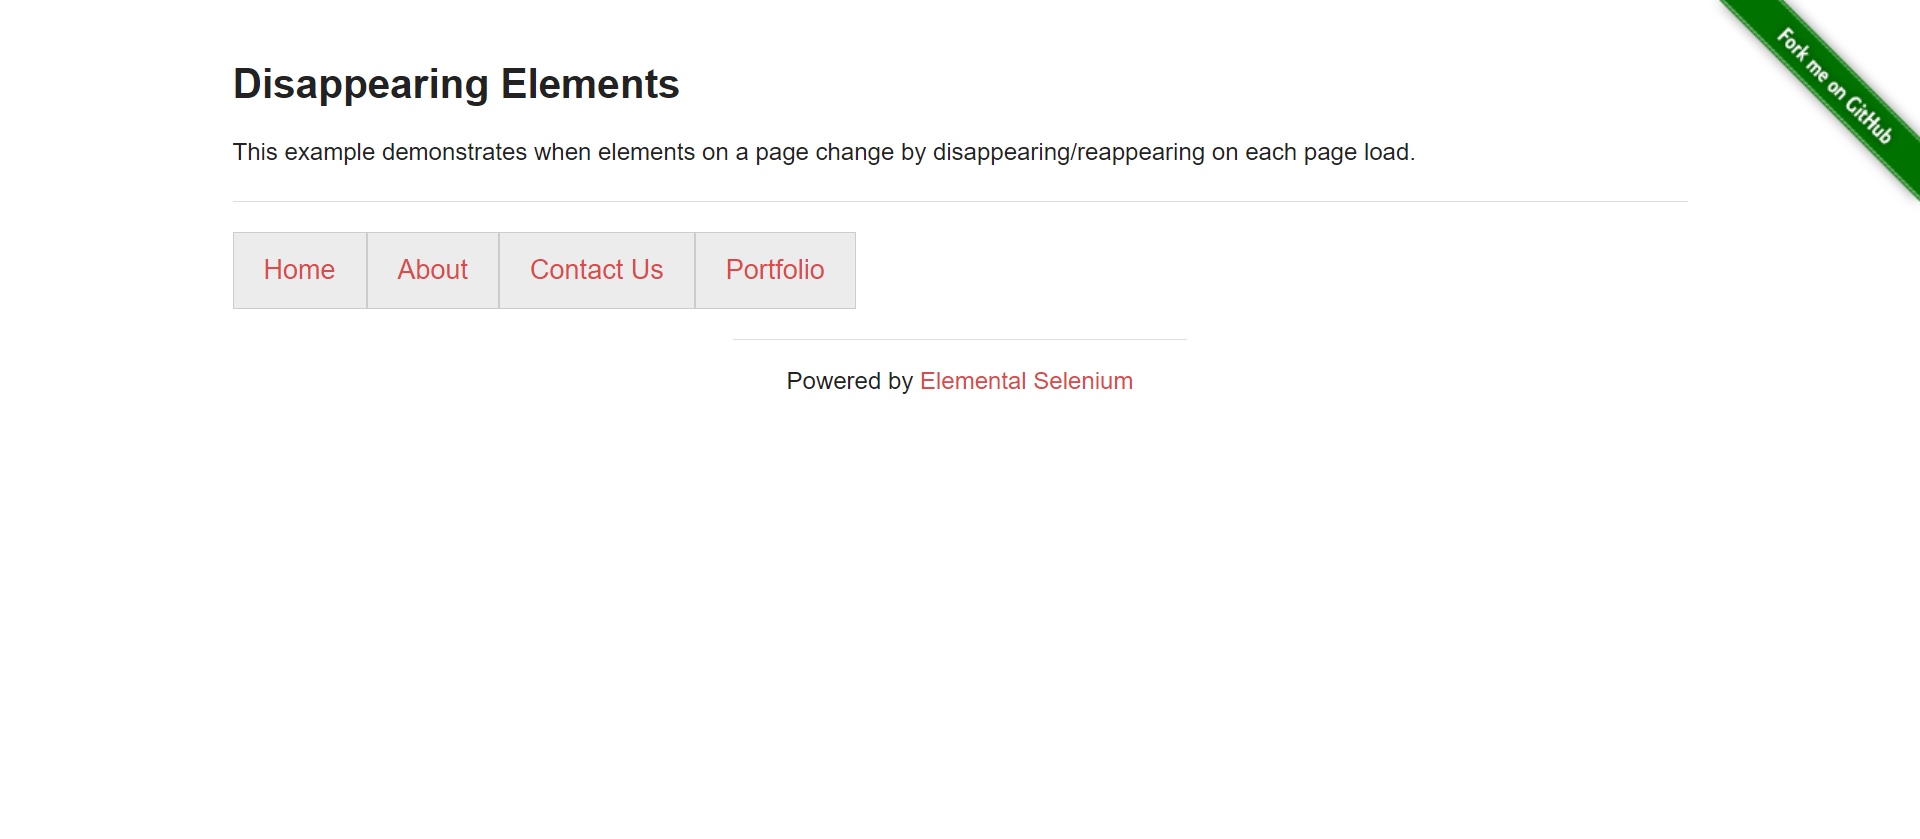 Fork me on GitHub
Disappearing Elements
This example demonstrates when elements on a page change by disappearing/reappearing on each page load.
Home About Contact Us Portfolio
Powered by Elemental Selenium